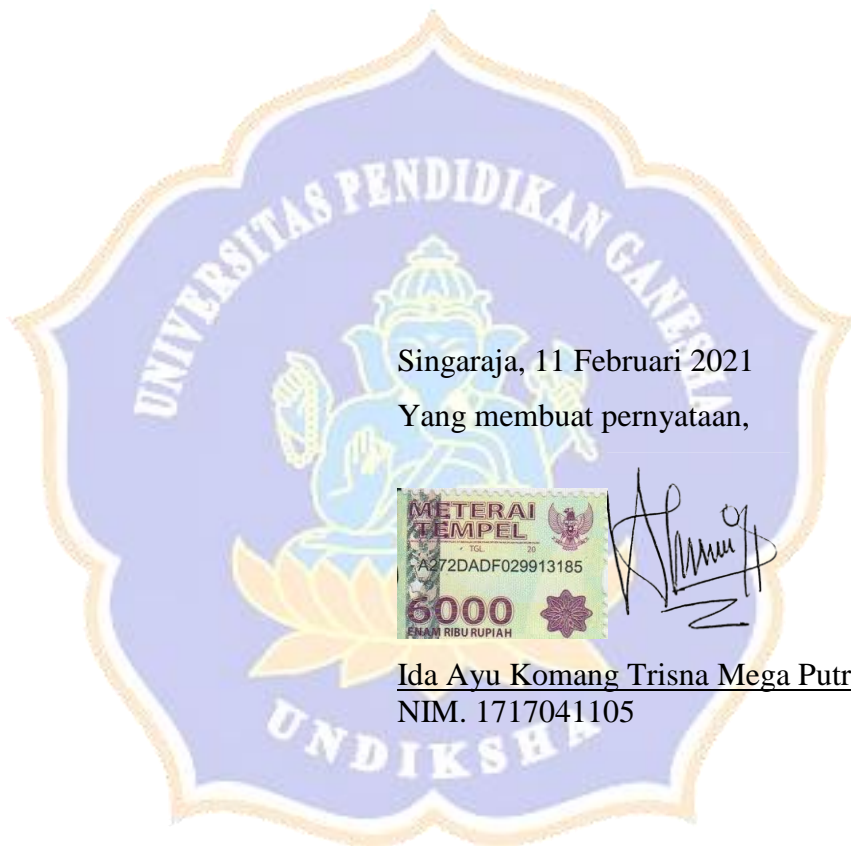 UNIVERSITAS PENDIDIKAN GANESHA
Singaraja, 11 Februari 2021
Yang membuat pernyataan,
METERAI
TEMPEL
TGL. 20
A272DADF029913185
6000
ENAM RIBU RUPIAH
Ida Ayu Komang Trisna Mega Putr
NIM. 1717041105
UNDIKSHA